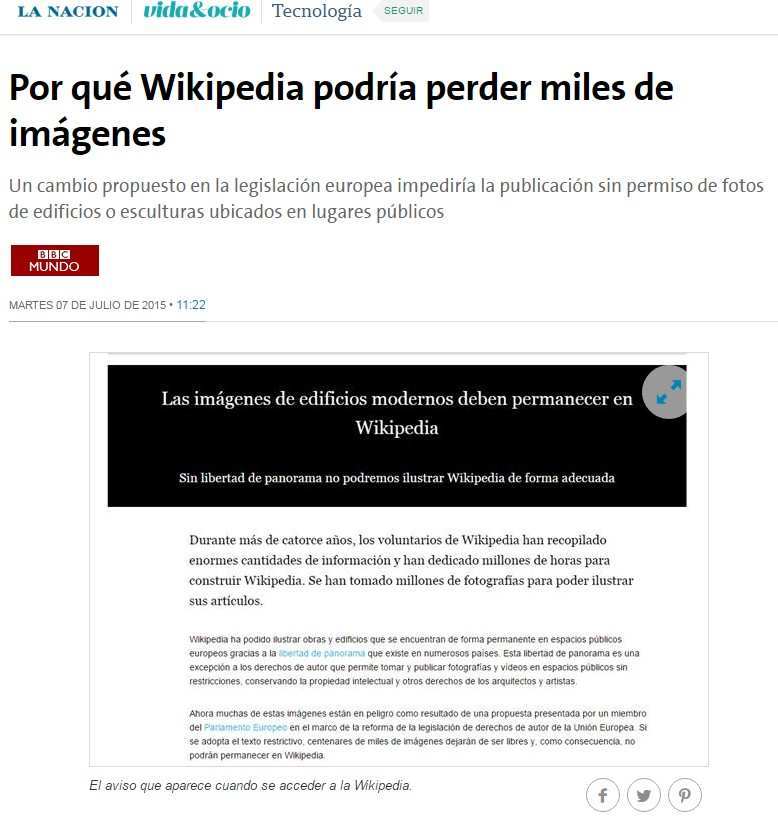 LA NACION vida&ocio Tecnología SEGUIR
Por qué Wikipedia podría perder miles de
imágenes
Un cambio propuesto en la legislación europea impediría la publicación sin permiso de fotos
de edificios o esculturas ubicados en lugares públicos
BBC
MUNDO
MARTES 07 DE JULIO DE 2015 • 11:22
Las imágenes de edificios modernos deben permanecer en
Wikipedia
Sin libertad de panorama no podremos ilustrar Wikipedia de forma adecuada
Durante más de catorce años, los voluntarios de Wikipedia han recopilado
enormes cantidades de información y han dedicado millones de horas para
construir Wikipedia. Se han tomado millones de fotografías para poder ilustrar
sus artículos.
Wikipedia ha podido ilustrar obras y edificios que se encuentran de forma permanente en espacios públicos
europeos gracias a la libertad de panorama que existe en numerosos países. Esta libertad de panorama es una
excepción a los derechos de autor que permite tomar y publicar fotografías y vídeos en espacios públicos sin
restricciones, conservando la propiedad intelectual y otros derechos de los arquitectos y artistas.
Ahora muchas de estas imágenes están en peligro como resultado de una propuesta presentada por un miembro
del Parlamento Europeo en el marco de la reforma de la legislación de derechos de autor de la Unión Europea. Si
se adopta el texto restrictivo, centenares de miles de imágenes dejarán de ser libres y, como consecuencia, no
podrán permanecer en Wikipedia.
El aviso que aparece cuando se acceder a la Wikipedia.